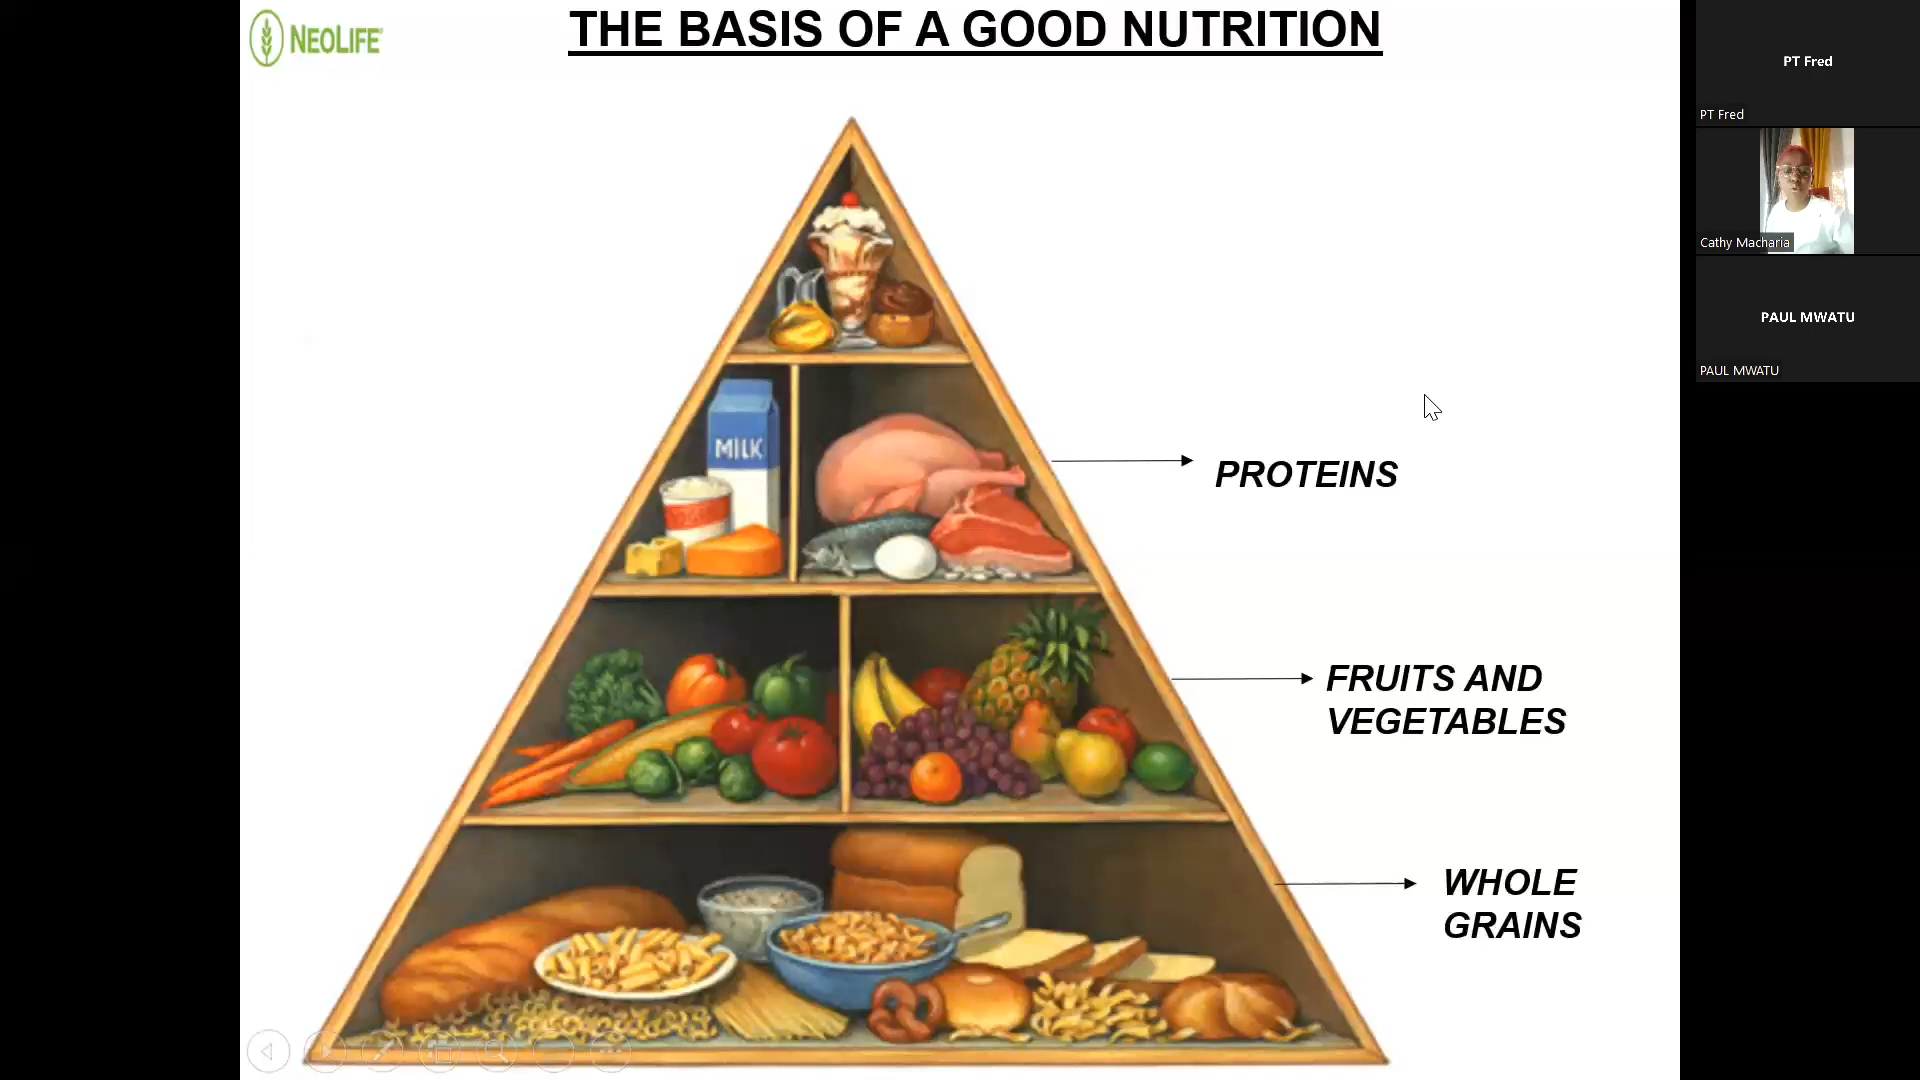 NEOLIFE
THE BASIS OF A GOOD NUTRITION
MILK
PROTEINS
FRUITS AND
VEGETABLES
WHOLE
GRAINS
PT Fred
PT Fred
Cathy Macharia
PAUL MWATU
PAUL MWATU